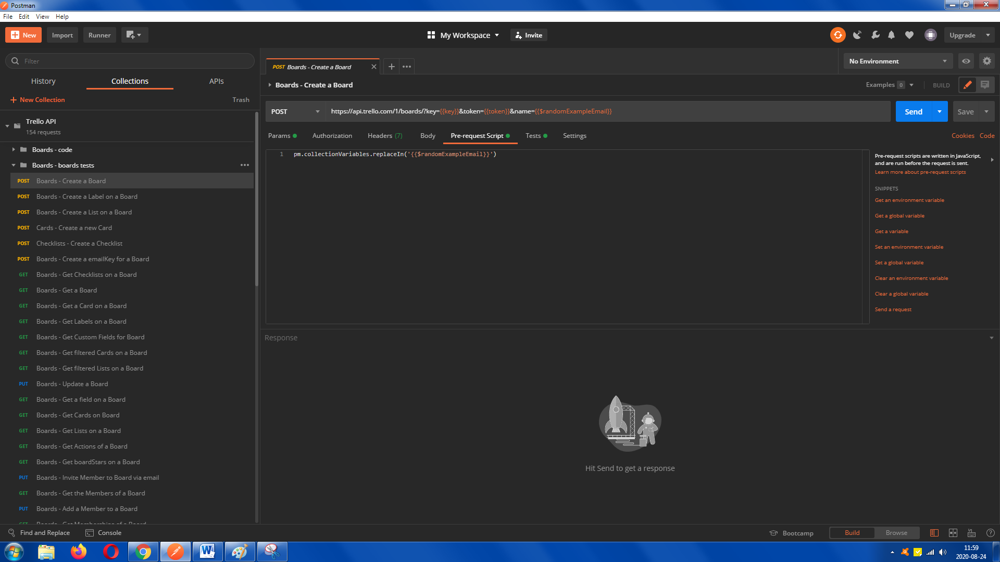 Postman
File Edit View Help
New Import Runner My Workspace Invite Upgrade
Filter
History Collections APIs
New Collection Trash
Trello API
154 requests
Boards - code
Boards - boards tests
POST Boards - Create a Board
POST Boards - Create a Label on a Board
POST Boards - Create a List on a Board
POST Cards - Create a new Card
POST Checklists - Create a Checklist
POST Boards - Create a emailKey for a Board
GET Boards - Get Checklists on a Board
GET Boards - Get a Board
GET Boards - Get a Card on a Board
GET Boards - Get Labels on a Board
GET Boards - Get Custom Fields for Board
GET Boards - Get filtered Cards on a Board
GET Boards - Get filtered Lists on a Board
PUT Boards - Update a Board
GET Boards - Get a field on a Board
GET Boards - Get Cards on Board
GET Boards - Get Lists on a Board
GET Boards - Get Actions of a Board
GET Boards - Get boardStars on a Board
PUT Boards - Invite Member to Board via email
GET Boards - Get the Members of a Board
PUT Boards - Add a Member to a Board
GET Boards - Get Memberships of a Board
POST Boards - Create a Board
No Environment
Boards - Create a Board
Examples 0 BUILD
POST https://api.trello.com/1/boards/?key={{key}}&token={{token}}&name={{$randomExampleEmail}}
Send Save
Params Authorization Headers (7) Body Pre-request Script Tests Settings Cookies Code
1 pm.collectionVariables.replaceIn('{{$randomExampleEmail}}')
Pre-request scripts are written in JavaScript,
and are run before the request is sent.
Learn more about pre-request scripts
SNIPPETS
Get an environment variable
Get a global variable
Get a variable
Set an environment variable
Set a global variable
Clear an environment variable
Clear a global variable
Send a request
Response
Hit Send to get a response
Find and Replace Console Bootcamp Build Browse
11:59
2020-08-24